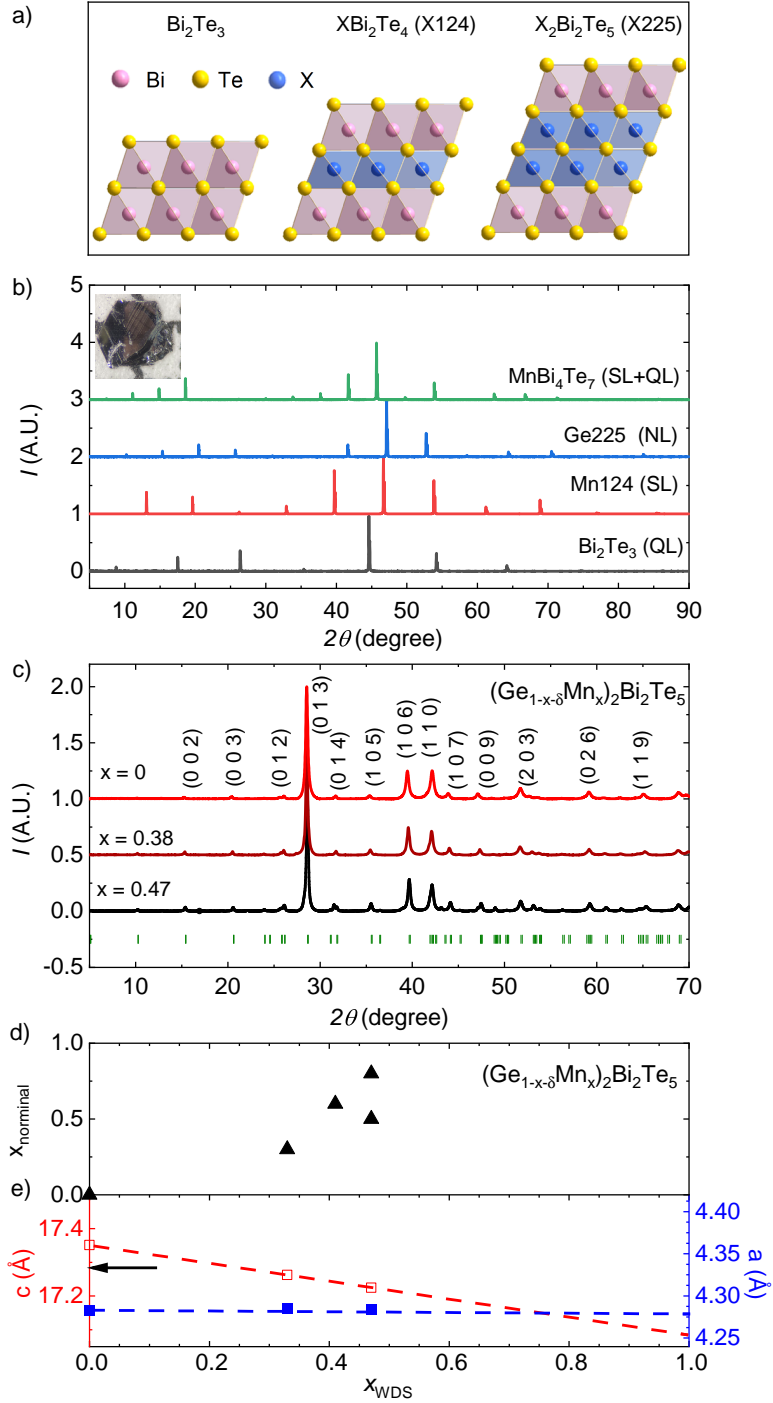 a)
Bi₂Te₃
XBi₂Te₄ (X124)
X₂Bi₂Te₅ (X225)
Bi
Te
X
b)
5
4
3
2
1
0
I (A.U.)
MnBi₄Te₇ (SL+QL)
Ge225 (NL)
Mn124 (SL)
Bi₂Te₃ (QL)
10 20 30 40 50 60 70 80 90
2θ (degree)
c)
2.0
1.5
1.0
0.5
0.0
-0.5
I (A.U.)
(Ge₁₋ₓ₋δMnₓ)₂Bi₂Te₅
(0 0 2)
(0 0 3)
(0 1 2)
(0 1 3)
(0 1 4)
(1 0 5)
(1 0 6)
(1 1 0)
(1 0 7)
(0 0 9)
(2 0 3)
(0 2 6)
(1 1 9)
x = 0
x = 0.38
x = 0.47
10 20 30 40 50 60 70
2θ (degree)
d)
1.0
0.5
0.0
x_norminal
(Ge₁₋ₓ₋δMnₓ)₂Bi₂Te₅
e)
17.4
17.2
c (Å)
4.40
4.35
4.30
4.25
a (Å)
0.0 0.2 0.4 0.6 0.8 1.0
x_WDS